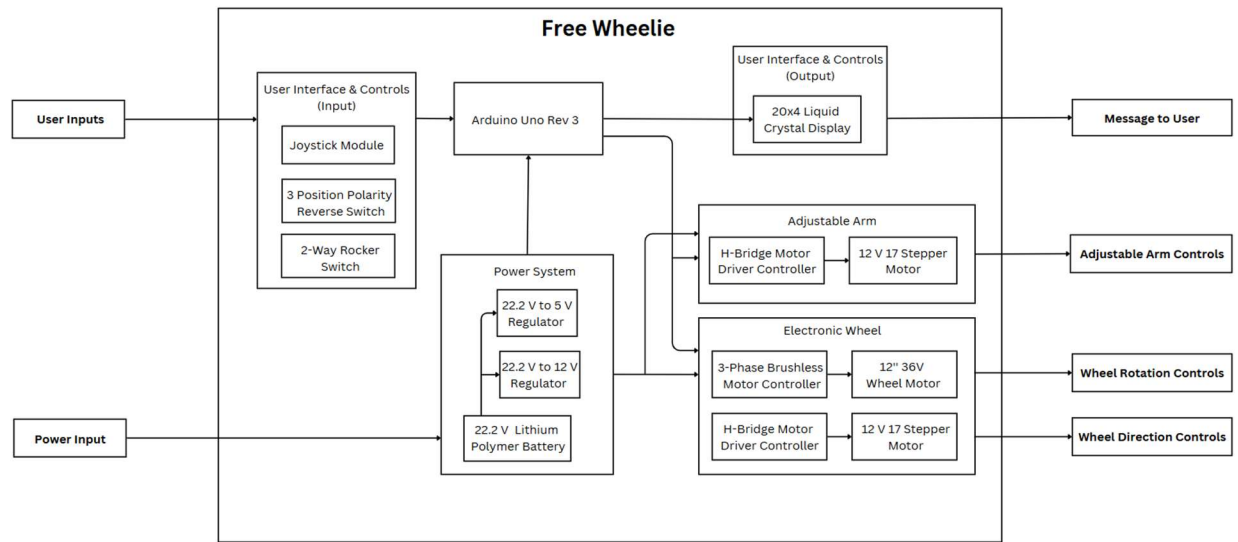 Free Wheelie
User Inputs
Power Input
User Interface & Controls
(Input)
Joystick Module
3 Position Polarity
Reverse Switch
2-Way Rocker
Switch
Arduino Uno Rev 3
Power System
22.2 V to 5 V
Regulator
22.2 V to 12 V
Regulator
22.2 V Lithium
Polymer Battery
User Interface & Controls
(Output)
20x4 Liquid
Crystal Display
Adjustable Arm
H-Bridge Motor
Driver Controller
12 V 17 Stepper
Motor
Electronic Wheel
3-Phase Brushless
Motor Controller
12" 36V
Wheel Motor
H-Bridge Motor
Driver Controller
12 V 17 Stepper
Motor
Message to User
Adjustable Arm Controls
Wheel Rotation Controls
Wheel Direction Controls